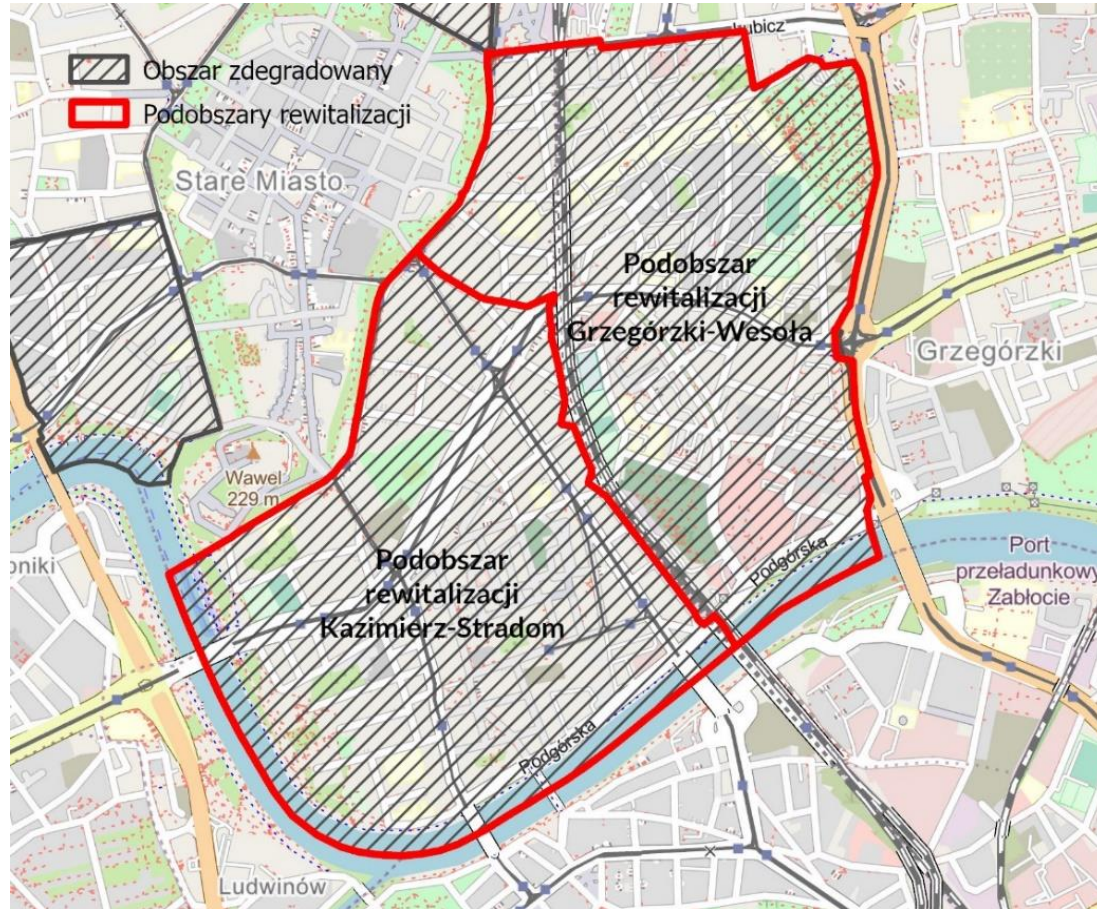 Obszar zdegradowany
Podobszary rewitalizacji
Stare Miasto
Podobszar
rewitalizacji
Grzegórzki-Wesoła
Grzegórzki
Wawel
229 m
Podobszar
rewitalizacji
Kazimierz-Stradom
Podgórska
Port
przeładunkowy
Zabłocie
Podgórska
Ludwinów